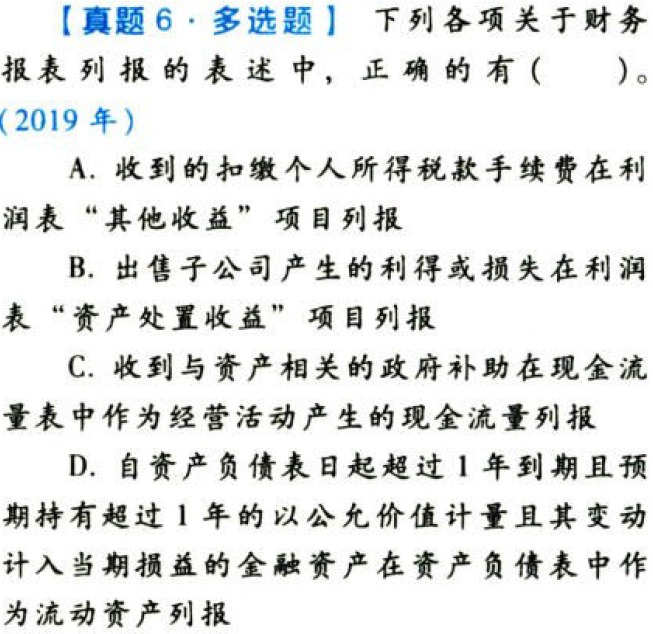 【真题 6·多选题】 下列各项关于财务
报表列报的表述中，正确的有(  )。
(2019 年)
A. 收到的扣缴个人所得税款手续费在利
润表“其他收益”项目列报
B. 出售子公司产生的利得或损失在利润
表“资产处置收益”项目列报
C. 收到与资产相关的政府补助在现金流
量表中作为经营活动产生的现金流量列报
D. 自资产负债表日起超过 1 年到期且预
期持有超过 1 年的以公允价值计量且其变动
计入当期损益的金融资产在资产负债表中作
为流动资产列报